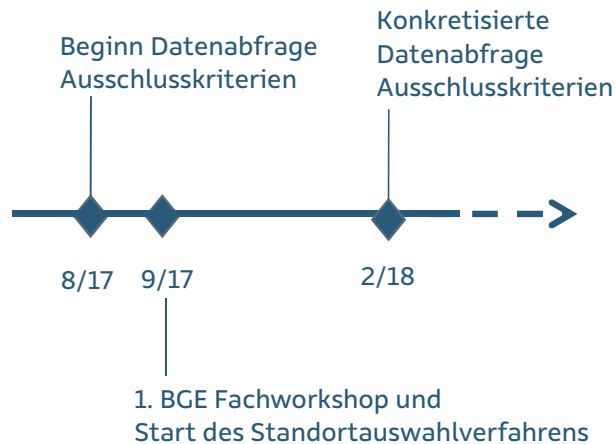 Beginn Datenabfrage
Ausschlusskriterien
Konkretisierte
Datenabfrage
Ausschlusskriterien
8/17
9/17
2/18
1. BGE Fachworkshop und
Start des Standortauswahlverfahrens